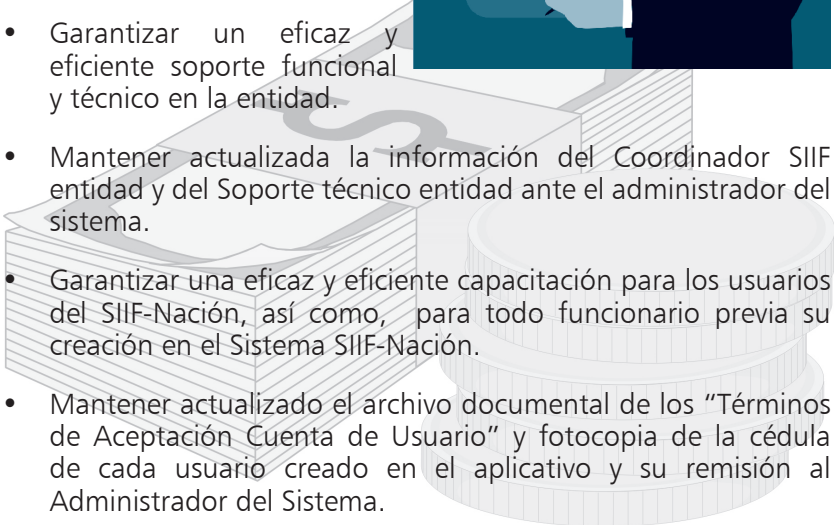 • Garantizar un eficaz y
eficiente soporte funcional
y técnico en la entidad.
• Mantener actualizada la información del Coordinador SIIF
entidad y del Soporte técnico entidad ante el administrador del
sistema.
• Garantizar una eficaz y eficiente capacitación para los usuarios
del SIIF-Nación, así como, para todo funcionario previa su
creación en el Sistema SIIF-Nación.
• Mantener actualizado el archivo documental de los “Términos
de Aceptación Cuenta de Usuario” y fotocopia de la cédula
de cada usuario creado en el aplicativo y su remisión al
Administrador del Sistema.